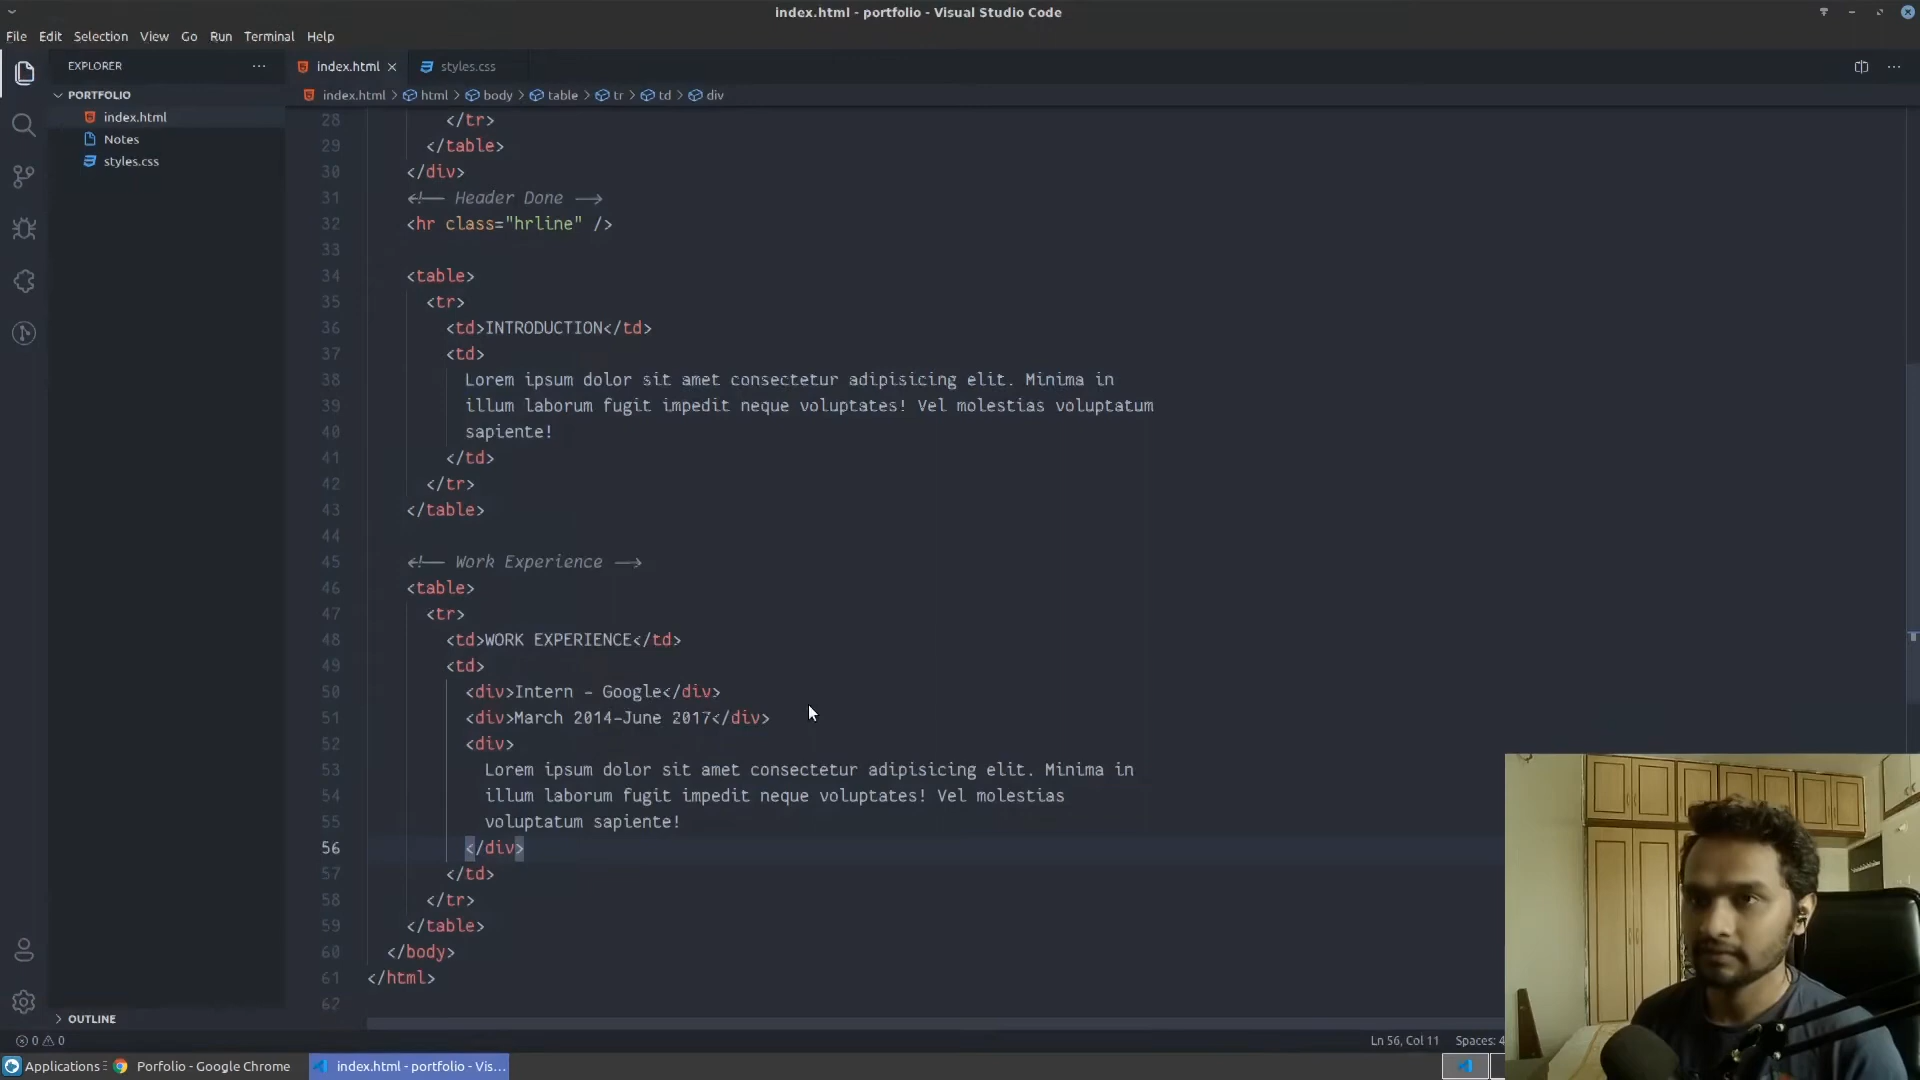 index.html - portfolio - Visual Studio Code
File Edit Selection View Go Run Terminal Help
EXPLORER
index.html
styles.css
PORTFOLIO
index.html > html > body > table > tr > td > div
index.html
Notes
styles.css
28 </tr>
29 </table>
30 </div>
31 <!-- Header Done -->
32 <hr class="hrline" />
33
34 <table>
35 <tr>
36 <td>INTRODUCTION</td>
37 <td>
38 Lorem ipsum dolor sit amet consectetur adipisicing elit. Minima in
39 illum laborum fugit impedit neque voluptates! Vel molestias voluptatum
40 sapiente!
41 </td>
42 </tr>
43 </table>
44
45 <!-- Work Experience -->
46 <table>
47 <tr>
48 <td>WORK EXPERIENCE</td>
49 <td>
50 <div>Intern - Google</div>
51 <div>March 2014-June 2017</div>
52 <div>
53 Lorem ipsum dolor sit amet consectetur adipisicing elit. Minima in
54 illum laborum fugit impedit neque voluptates! Vel molestias
55 voluptatum sapiente!
56 </div>
57 </td>
58 </tr>
59 </table>
60 </body>
61 </html>
62
OUTLINE
0 0
Ln 56, Col 11 Spaces: 4
Applications
Porfolio - Google Chrome
index.html - portfolio - Vis...